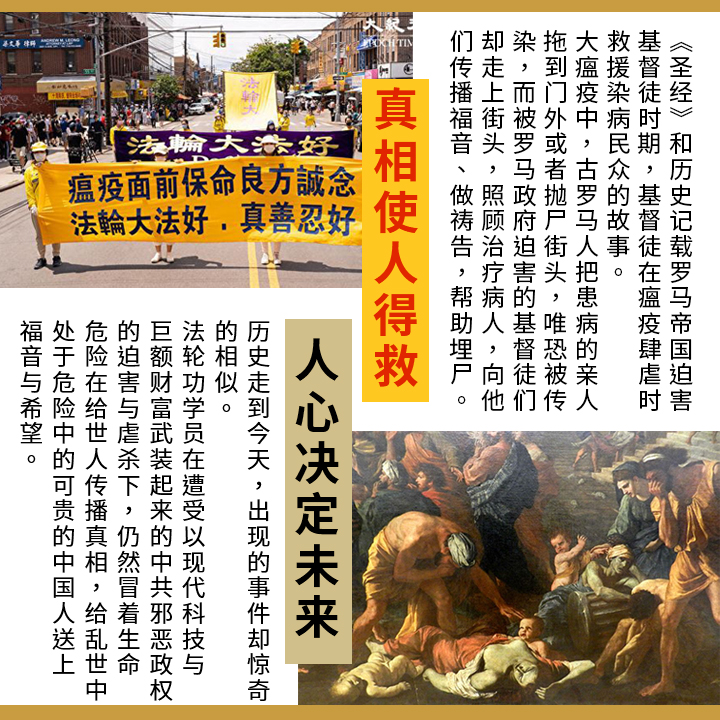 ANDREW M. LEONG
EPOCH TIM
法輪大
法輪大法好
瘟疫面前保命良方誠念
法輪大法好．真善忍好
真相使人得救
《圣经》和历史记载罗马帝国迫害
基督徒时期，基督徒在瘟疫肆虐时
救援染病民众的故事。
大瘟疫中，古罗马人把患病的亲人
拖到门外或者抛尸街头，唯恐被传
染，而被罗马政府迫害的基督徒们
却走上街头，照顾治疗病人，向他
们传播福音、做祷告，帮助埋尸。
人心决定未来
历史走到今天，出现的事件却惊奇
的相似。
法轮功学员在遭受以现代科技与
巨额财富武装起来的中共邪恶政权
的迫害与虐杀下，仍然冒着生命
危险在给世人传播真相，给乱世中
处于危险中的可贵的中国人送上
福音与希望。